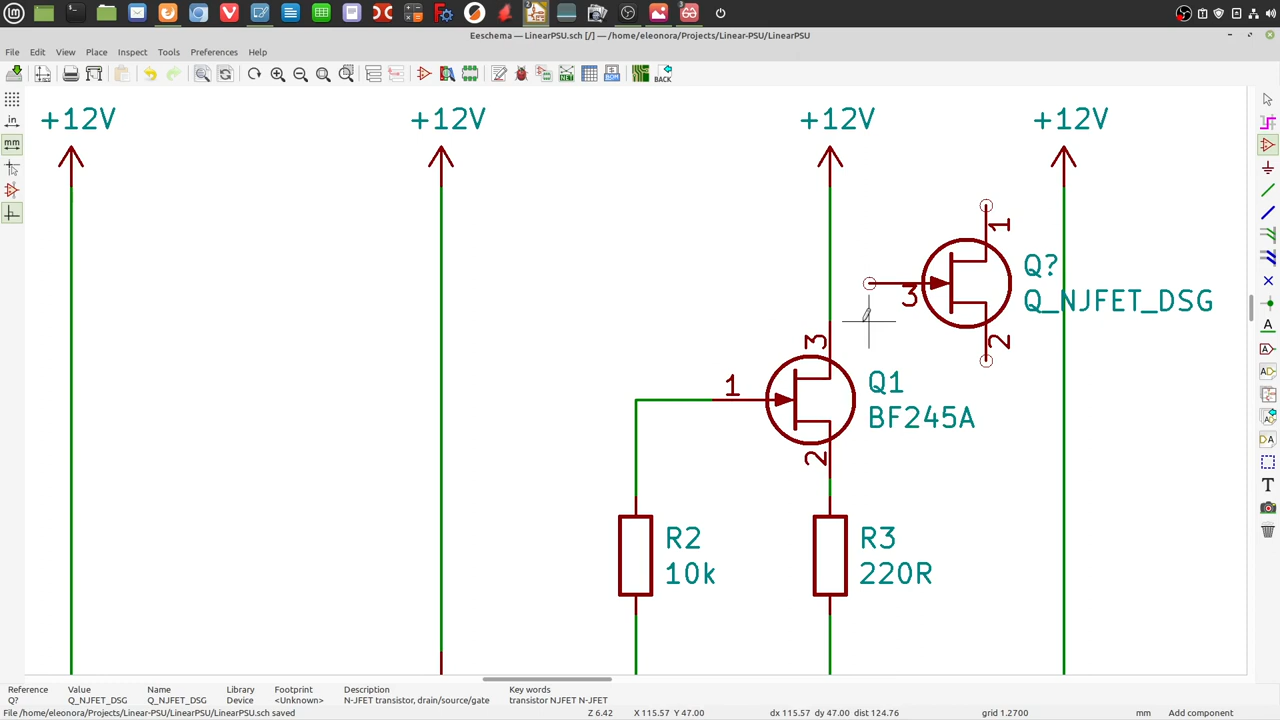 Eeschema — LinearPSU.sch [/] — /home/eleonora/Projects/Linear-PSU/LinearPSU
File Edit View Place Inspect Tools Preferences Help
BACK
in
mm
+12V +12V +12V +12V
1
Q?
3 Q_NJFET_DSG
3 2
1 Q1
BF245A
2
R2 R3
10k 220R
Reference Value Name Library Footprint Description Key words
Q? Q_NJFET_DSG Q_NJFET_DSG Device <Unknown> N-JFET transistor, drain/source/gate transistor NJFET N-JFET
File /home/eleonora/Projects/Linear-PSU/LinearPSU/LinearPSU.sch saved Z 6.42 X 115.57 Y 47.00 dx 115.57 dy 47.00 dist 124.76 grid 1.2700 mm Add component